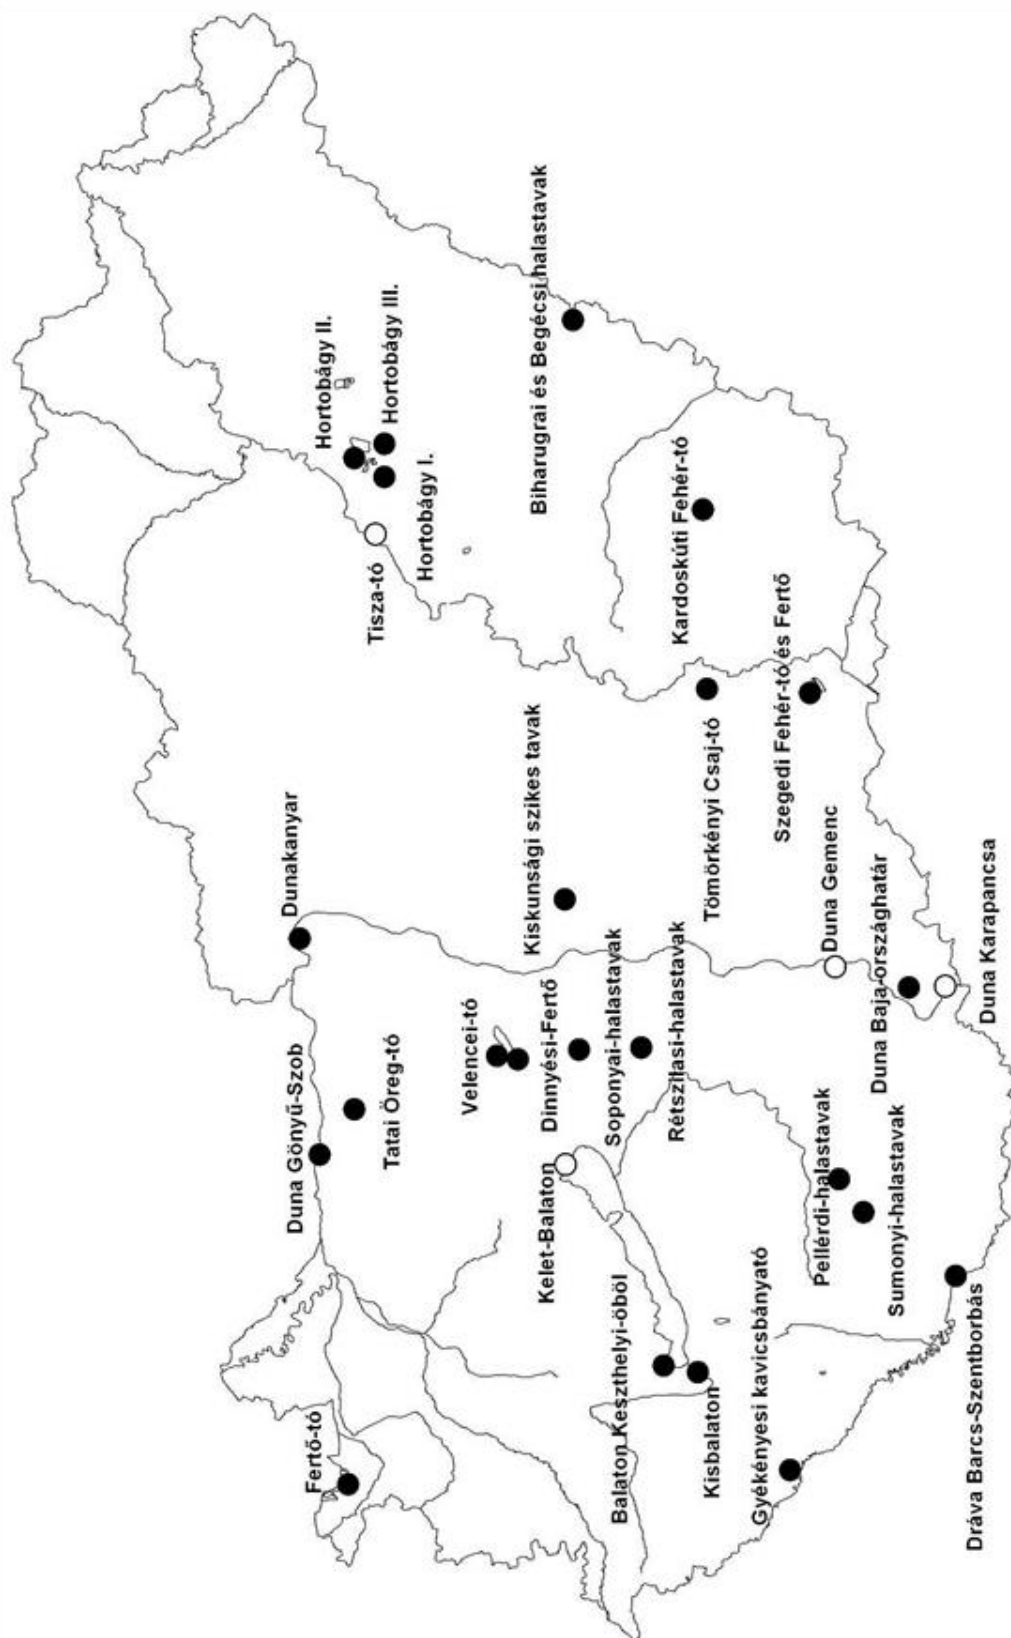 Fertő-tó
Duna Gönyű-Szob
Tatai Öreg-tó
Dunakanyar
Velencei-tó
Dinnyési-Fertő
Soponyai-halastavak
Rétszilasi-halastavak
Kelet-Balaton
Balaton Keszthelyi-öböl
Kisbalaton
Gyékényesi kavicsbányató
Dráva Barcs-Szentborbás
Pellérdi-halastavak
Sumonyi-halastavak
Duna Gemenc
Duna Baja-országhatár
Duna Karapancsa
Kiskunsági szikes tavak
Tömörkényi Csaj-tó
Szegedi Fehér-tó és Fertő
Kardoskúti Fehér-tó
Biharugrai és Begécsi halastavak
Tisza-tó
Hortobágy I.
Hortobágy II.
Hortobágy III.